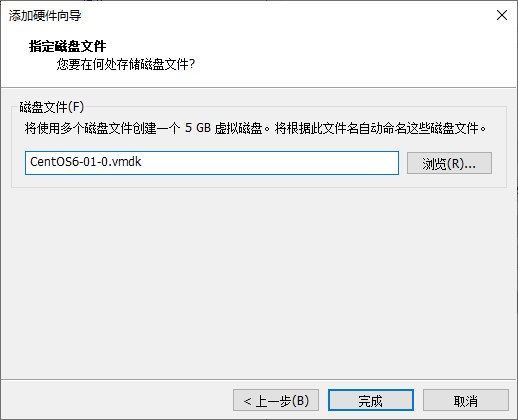 添加硬件向导
指定磁盘文件
您要在何处存储磁盘文件?
磁盘文件(F)
将使用多个磁盘文件创建一个 5 GB 虚拟磁盘。将根据此文件名自动命名这些磁盘文件。
CentOS6-01-0.vmdk
浏览(R)...
< 上一步(B)
完成
取消